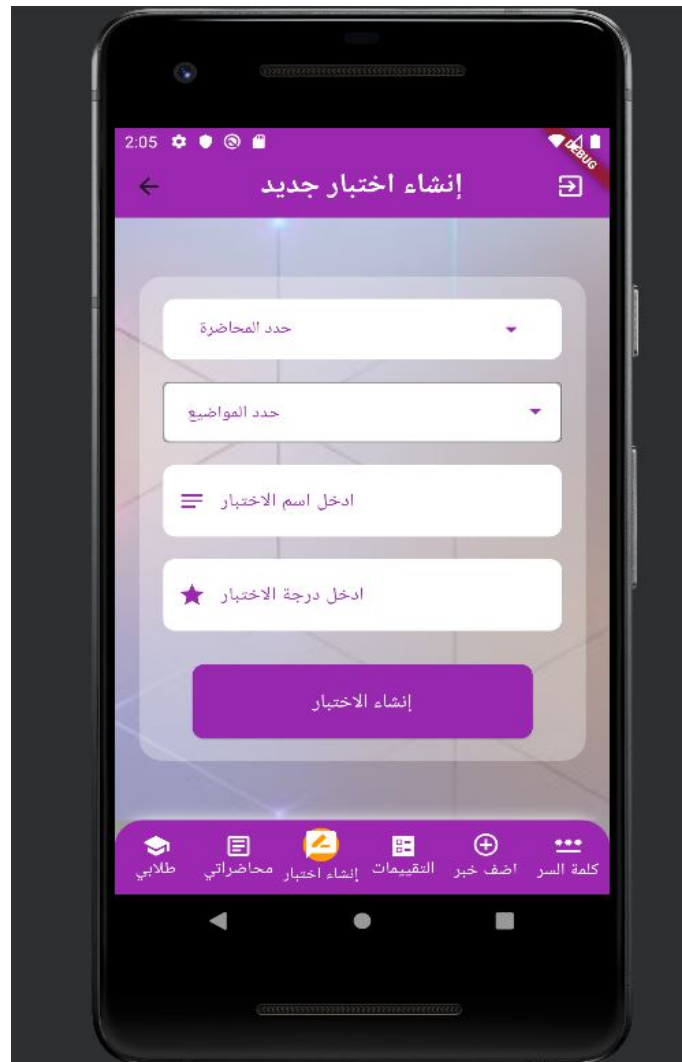 2:05
DEBUG
إنشاء اختبار جديد
حدد المحاضرة
حدد المواضيع
ادخل اسم الاختبار
ادخل درجة الاختبار
إنشاء الاختبار
كلمة السر اضف خبر التقييمات إنشاء اختبار محاضراتي طلابي